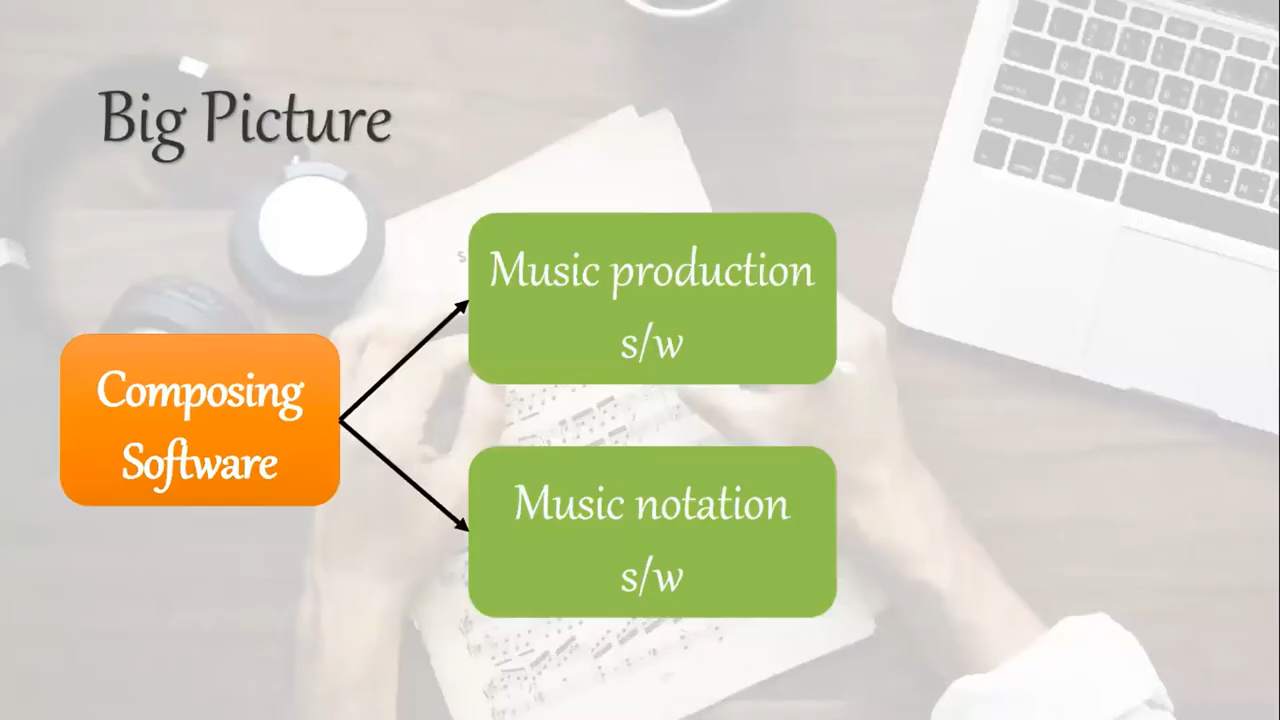 Big Picture
Music production
s/w
Composing
Software
Music notation
s/w